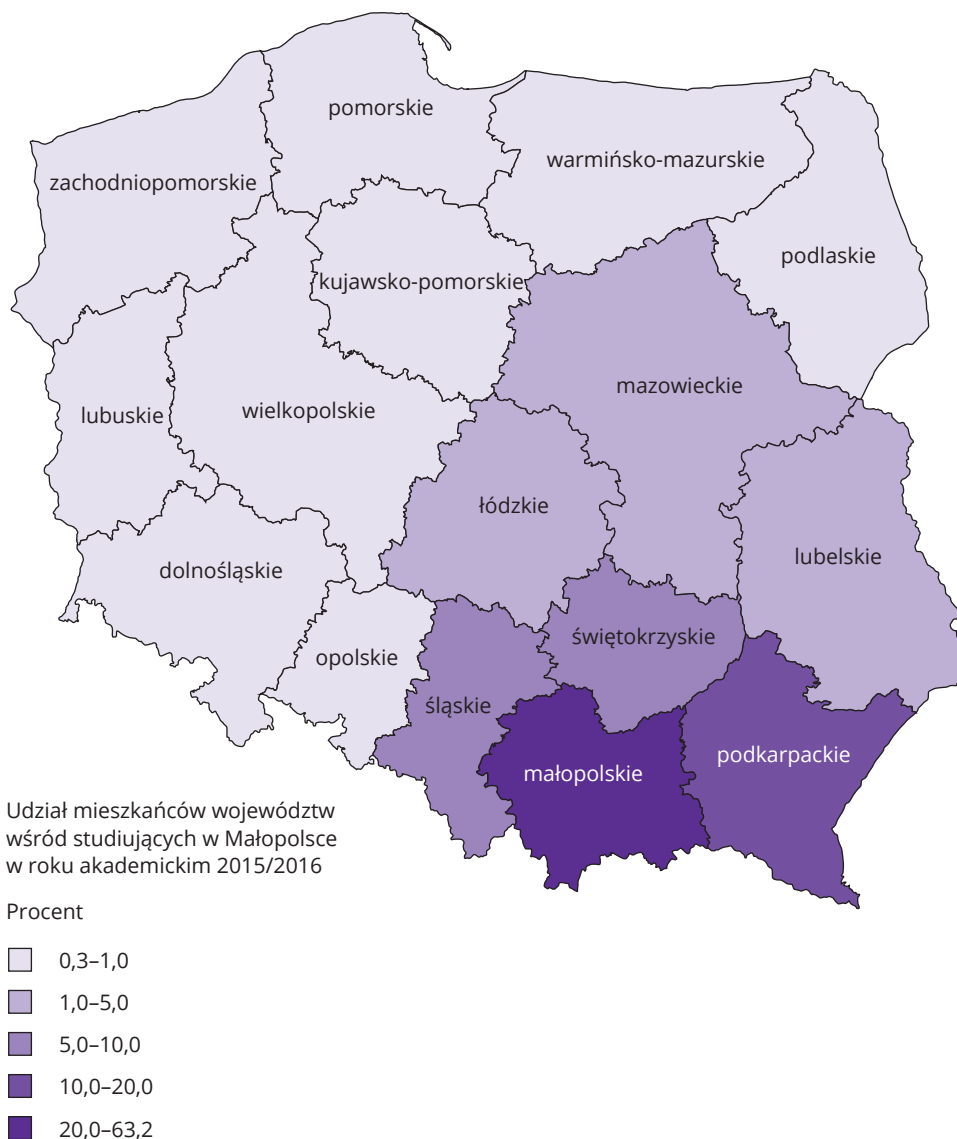 pomorskie
warmińsko-mazurskie
zachodniopomorskie
podlaskie
kujawsko-pomorskie
mazowieckie
wielkopolskie
lubuskie
łódzkie
lubelskie
dolnośląskie
świętokrzyskie
opolskie
śląskie
podkarpackie
małopolskie
Udział mieszkańców województw
wśród studiujących w Małopolsce
w roku akademickim 2015/2016
Procent
0,3–1,0
1,0–5,0
5,0–10,0
10,0–20,0
20,0–63,2